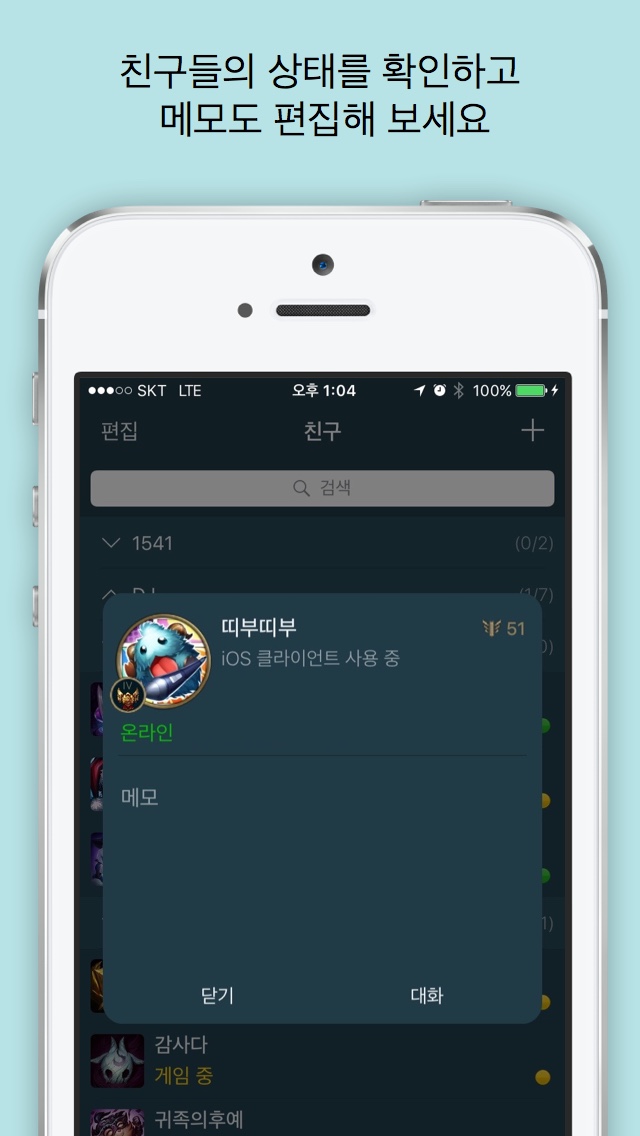 친구들의 상태를 확인하고
메모도 편집해 보세요
SKT LTE 오후 1:04 100%
편집 친구
검색
1541 (0/2)
띠부띠부 51
iOS 클라이언트 사용 중
IV
온라인
메모
닫기 대화
감사다
게임 중
귀족의후예